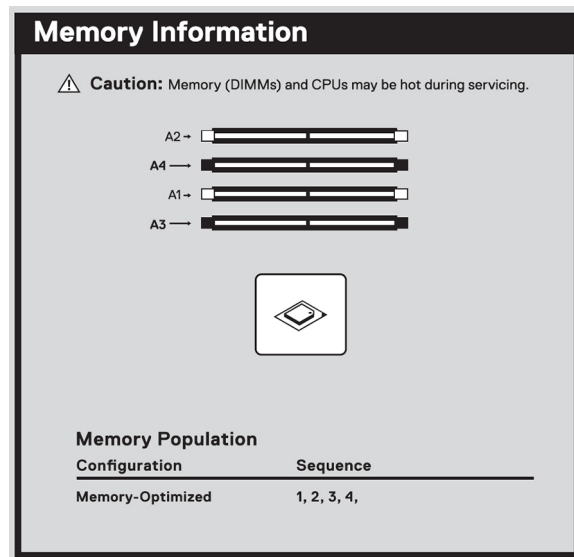 Memory Information
Caution: Memory (DIMMs) and CPUs may be hot during servicing.
A2
A4
A1
A3
Memory Population
Configuration Sequence
Memory-Optimized 1, 2, 3, 4,